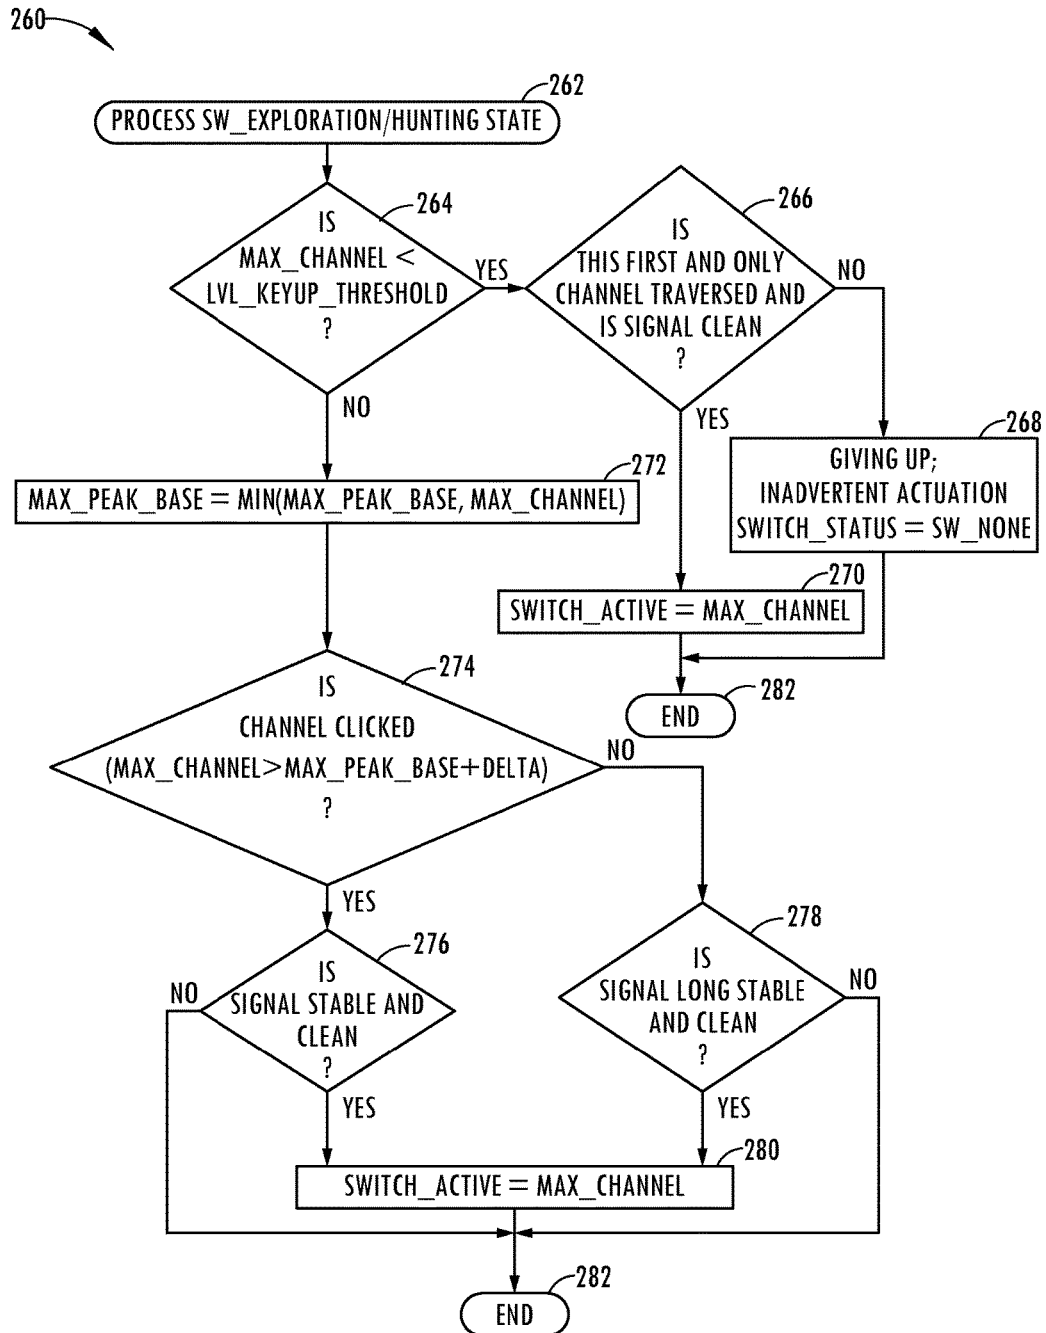 260
262
PROCESS SW_EXPLORATION/HUNTING STATE
264
IS
MAX_CHANNEL <
LVL_KEYUP_THRESHOLD
?
YES
NO
266
IS
THIS FIRST AND ONLY
CHANNEL TRAVERSED AND
IS SIGNAL CLEAN
?
NO
YES
268
GIVING UP;
INADVERTENT ACTUATION
SWITCH_STATUS = SW_NONE
272
MAX_PEAK_BASE = MIN(MAX_PEAK_BASE, MAX_CHANNEL)
270
SWITCH_ACTIVE = MAX_CHANNEL
282
END
274
IS
CHANNEL CLICKED
(MAX_CHANNEL>MAX_PEAK_BASE+DELTA)
?
NO
YES
276
IS
SIGNAL STABLE AND
CLEAN
?
NO
YES
278
IS
SIGNAL LONG STABLE
AND CLEAN
?
NO
YES
280
SWITCH_ACTIVE = MAX_CHANNEL
282
END